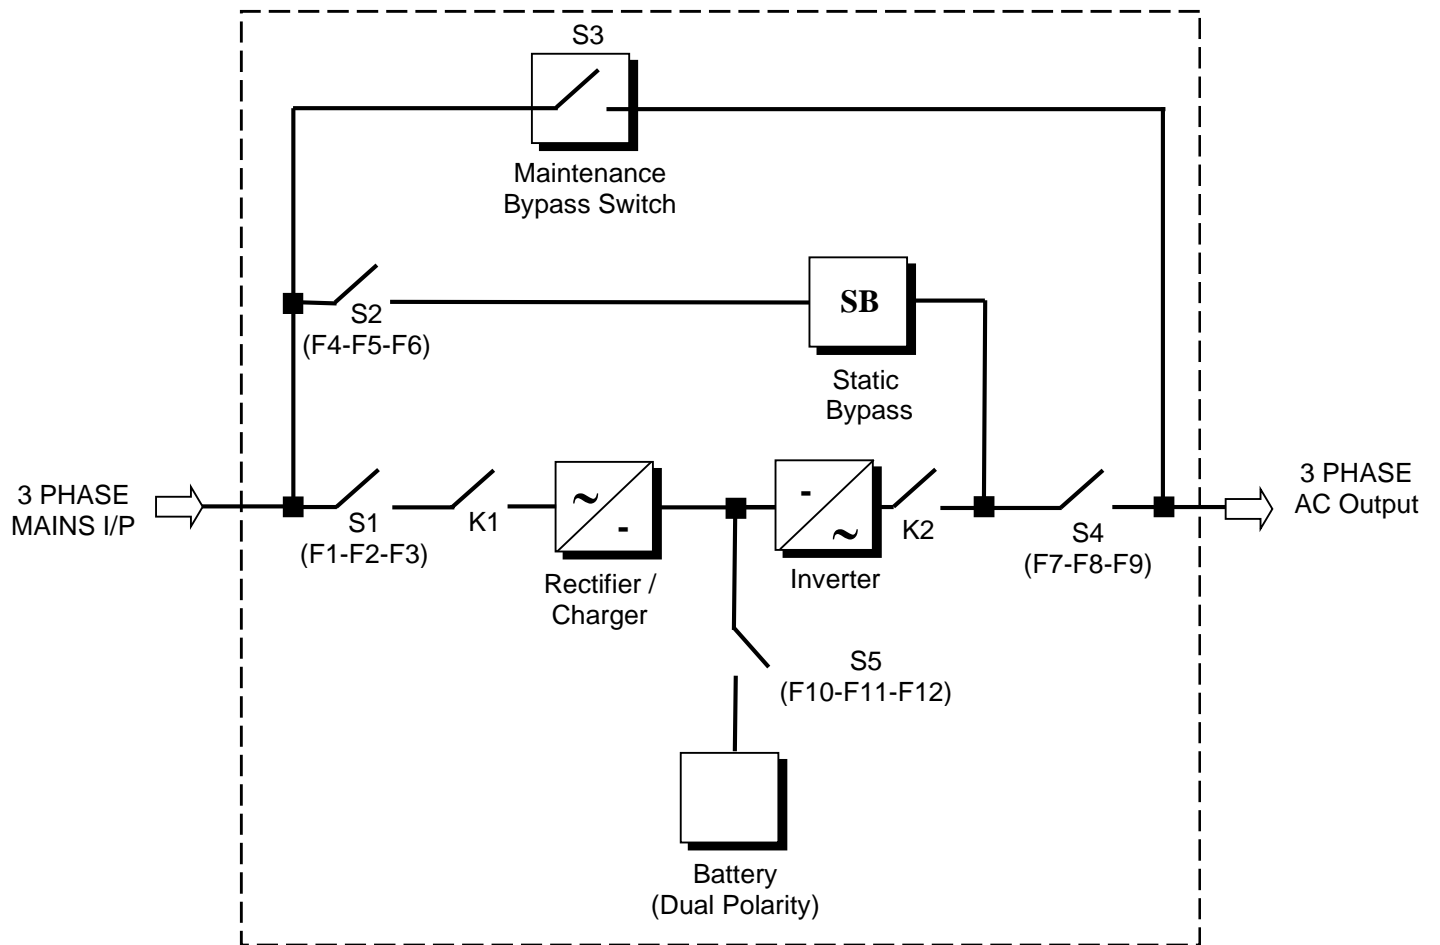 S3
Maintenance
Bypass Switch
S2
(F4-F5-F6)
SB
Static
Bypass
3 PHASE
MAINS I/P
S1
(F1-F2-F3)
K1
~
-
Rectifier /
Charger
-
~
Inverter
K2
S4
(F7-F8-F9)
3 PHASE
AC Output
S5
(F10-F11-F12)
Battery
(Dual Polarity)